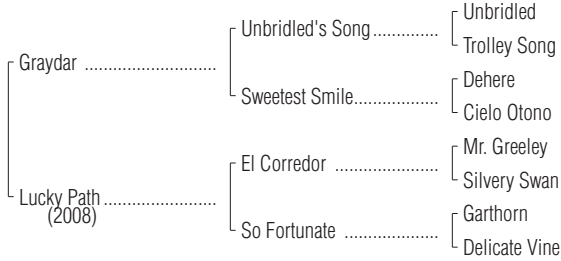 Unbridled
Unbridled's Song..............
Trolley Song
Graydar ............................
Dehere
Sweetest Smile..................
Cielo Otono
Mr. Greeley
El Corredor ......................
Silvery Swan
Lucky Path........................
(2008)
Garthorn
So Fortunate ....................
Delicate Vine